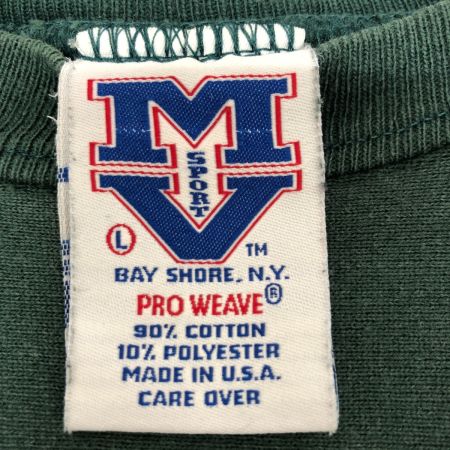 MV
SPORT
L
TM
BAY SHORE, N.Y.
PRO WEAVE®
90% COTTON
10% POLYESTER
MADE IN U.S.A.
CARE OVER